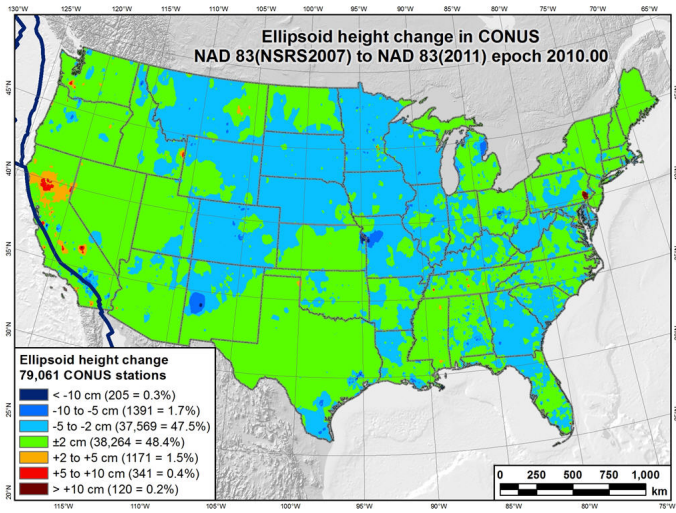 130°W 125°W 120°W 115°W 110°W 105°W 100°W 95°W 90°W 85°W 80°W 75°W 70°W 65°W
Ellipsoid height change in CONUS
NAD 83(NSRS2007) to NAD 83(2011) epoch 2010.00
45°N
40°N
35°N
30°N
25°N
20°N
Ellipsoid height change
79,061 CONUS stations
< -10 cm (205 = 0.3%)
-10 to -5 cm (1391 = 1.7%)
-5 to -2 cm (37,569 = 47.5%)
±2 cm (38,264 = 48.4%)
+2 to +5 cm (1171 = 1.5%)
+5 to +10 cm (341 = 0.4%)
> +10 cm (120 = 0.2%)
0 250 500 750 1,000
km
115°W 110°W 105°W 100°W 95°W 90°W 85°W 80°W 75°W